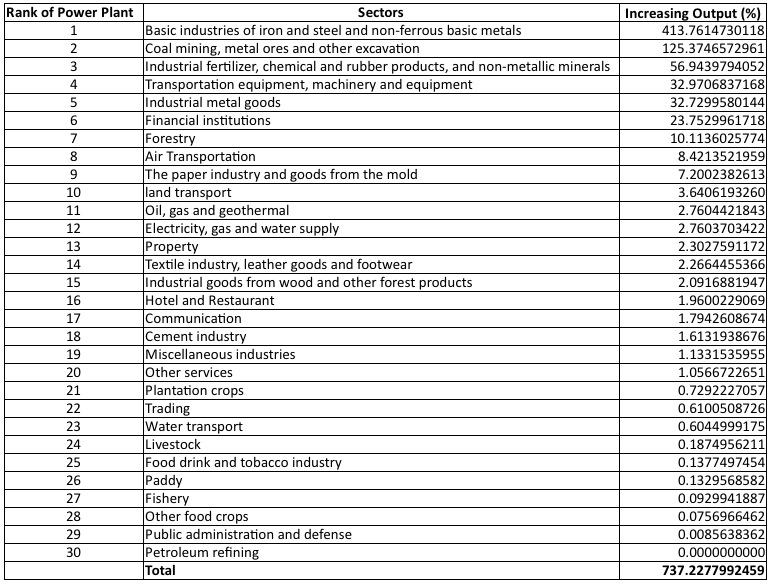 Rank of Power Plant Sectors Increasing Output (%)
1 Basic industries of iron and steel and non-ferrous basic metals 413.7614730118
2 Coal mining, metal ores and other excavation 125.3746572961
3 Industrial fertilizer, chemical and rubber products, and non-metallic minerals 56.9439794052
4 Transportation equipment, machinery and equipment 32.9706837168
5 Industrial metal goods 32.7299580144
6 Financial institutions 23.7529961718
7 Forestry 10.1136025774
8 Air Transportation 8.4213521959
9 The paper industry and goods from the mold 7.2002382613
10 land transport 3.6406193260
11 Oil, gas and geothermal 2.7604421843
12 Electricity, gas and water supply 2.7603703422
13 Property 2.3027591172
14 Textile industry, leather goods and footwear 2.2664455366
15 Industrial goods from wood and other forest products 2.0916881947
16 Hotel and Restaurant 1.9600229069
17 Communication 1.7942608674
18 Cement industry 1.6131938676
19 Miscellaneous industries 1.1331535955
20 Other services 1.0566722651
21 Plantation crops 0.7292227057
22 Trading 0.6100508726
23 Water transport 0.6044999175
24 Livestock 0.1874956211
25 Food drink and tobacco industry 0.1377497454
26 Paddy 0.1329568582
27 Fishery 0.0929941887
28 Other food crops 0.0756966462
29 Public administration and defense 0.0085638362
30 Petroleum refining 0.0000000000
Total 737.2277992459